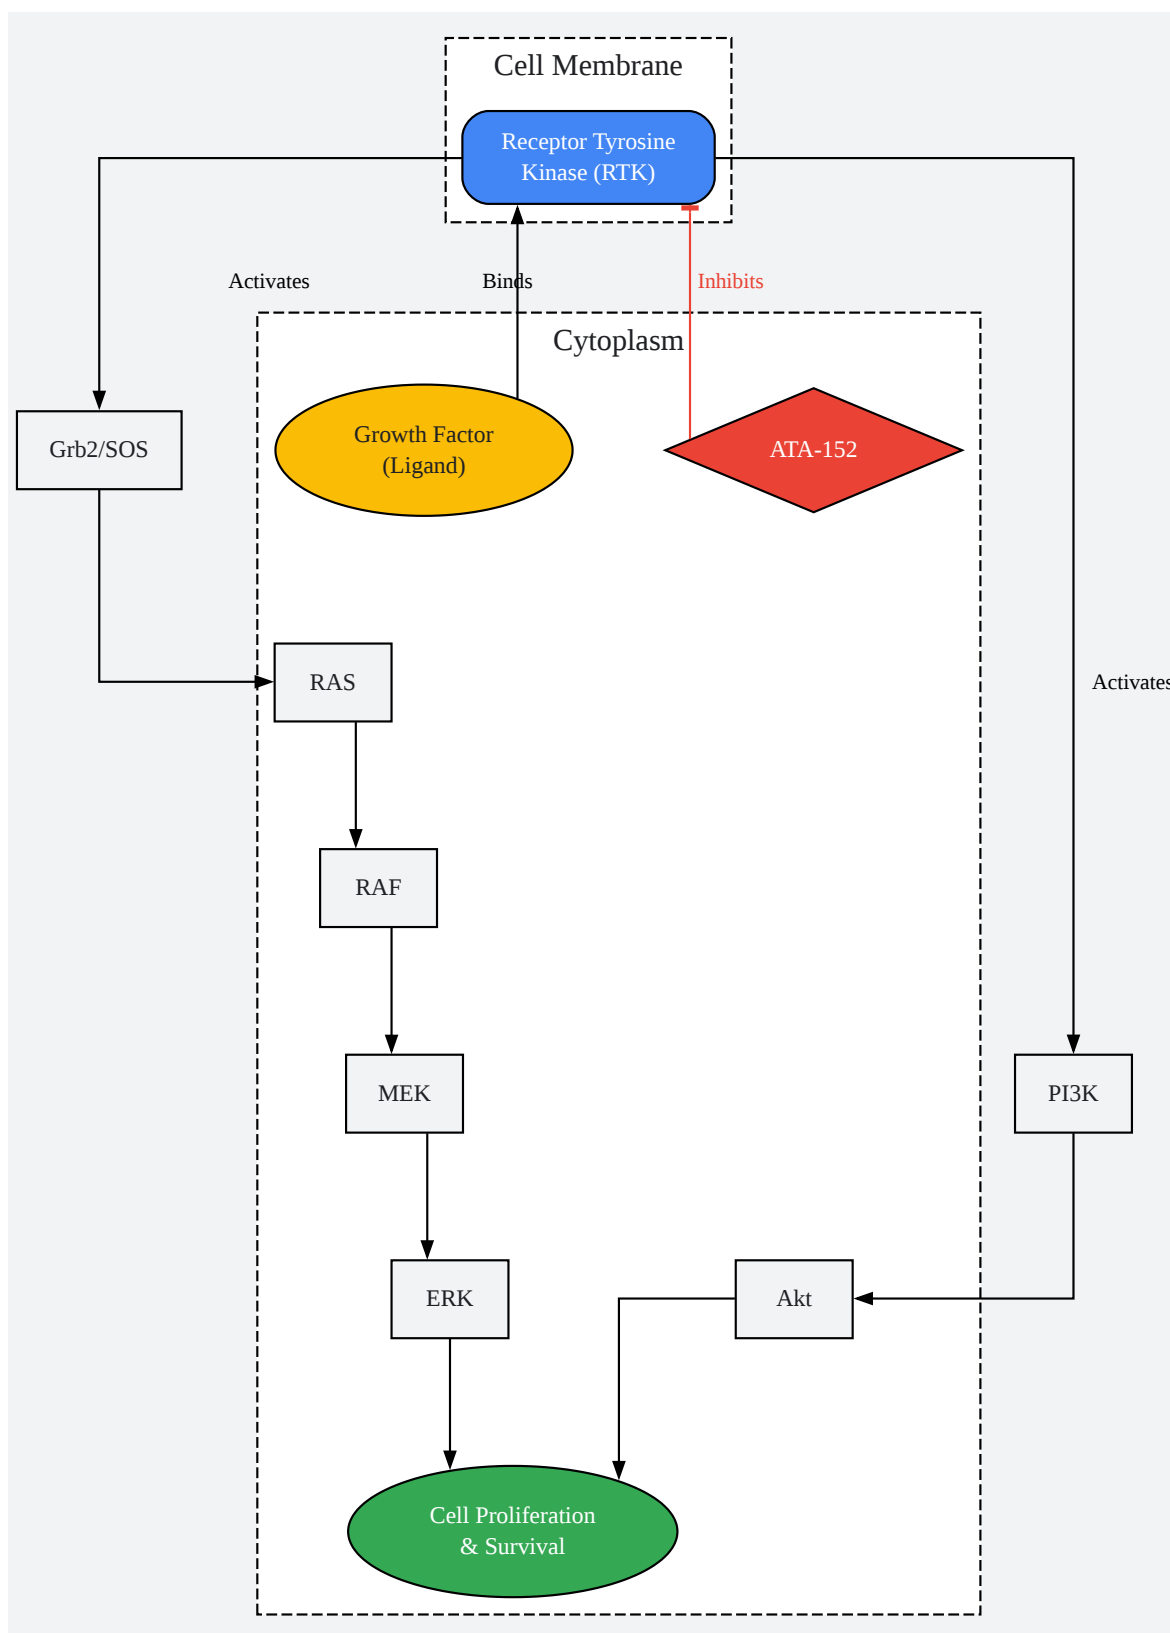 Cell Membrane
Receptor Tyrosine
Kinase (RTK)
Activates
Binds
Inhibits
Cytoplasm
Grb2/SOS
Growth Factor
(Ligand)
ATA-152
RAS
Activates
RAF
MEK
PI3K
ERK
Akt
Cell Proliferation
& Survival